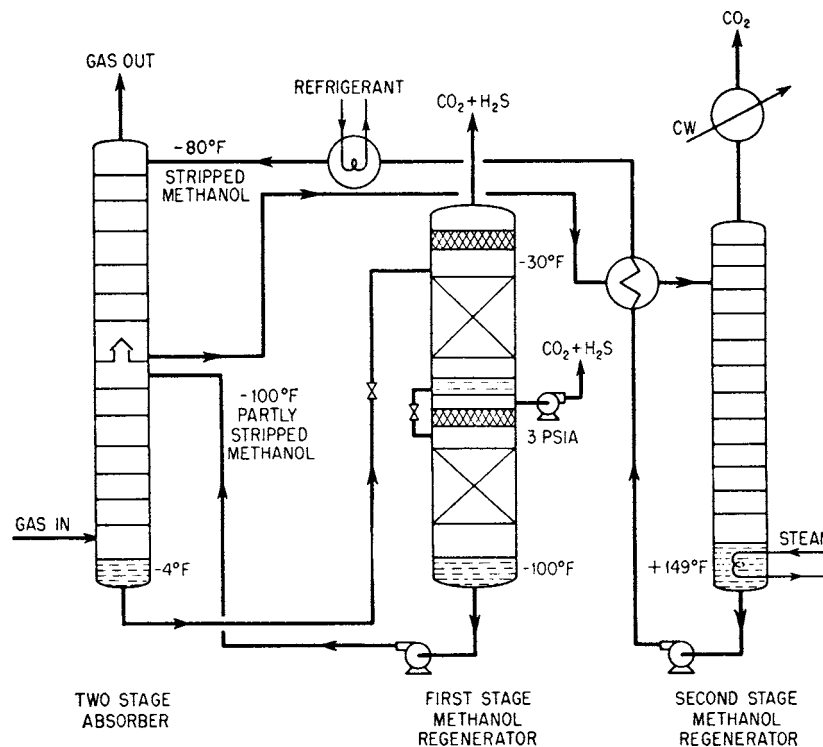 GAS OUT
REFRIGERANT
CO₂+H₂S
CO₂
CW
-80°F
STRIPPED
METHANOL
-30°F
CO₂+H₂S
-100°F
PARTLY
STRIPPED
METHANOL
3 PSIA
GAS IN
-4°F
-100°F
+149°F
STEAM
TWO STAGE
ABSORBER
FIRST STAGE
METHANOL
REGENERATOR
SECOND STAGE
METHANOL
REGENERATOR